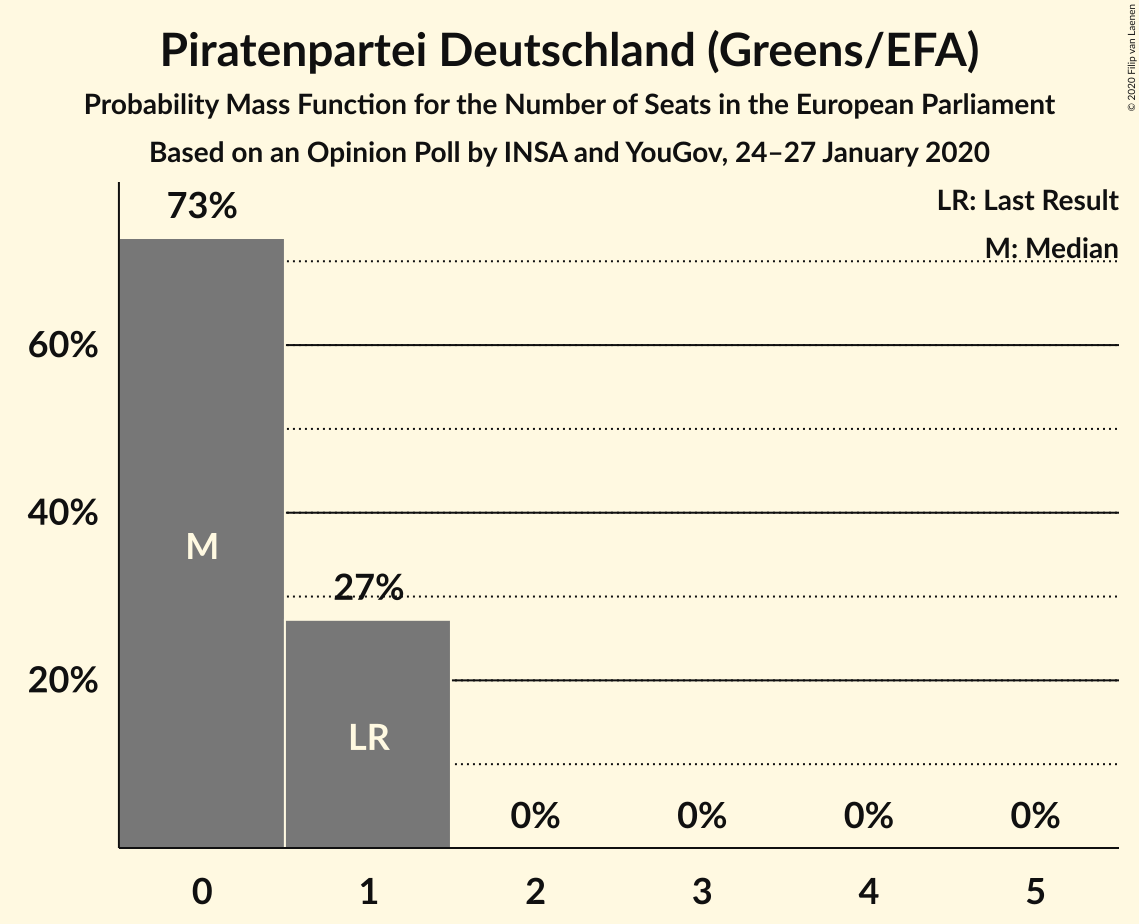 Piratenpartei Deutschland (Greens/EFA)
Probability Mass Function for the Number of Seats in the European Parliament
Based on an Opinion Poll by INSA and YouGov, 24–27 January 2020
© 2020 Filip van Laenen
LR: Last Result
M: Median
73%
60%
40%
M
27%
20%
LR
0%
0%
0%
0%
0
1
2
3
4
5